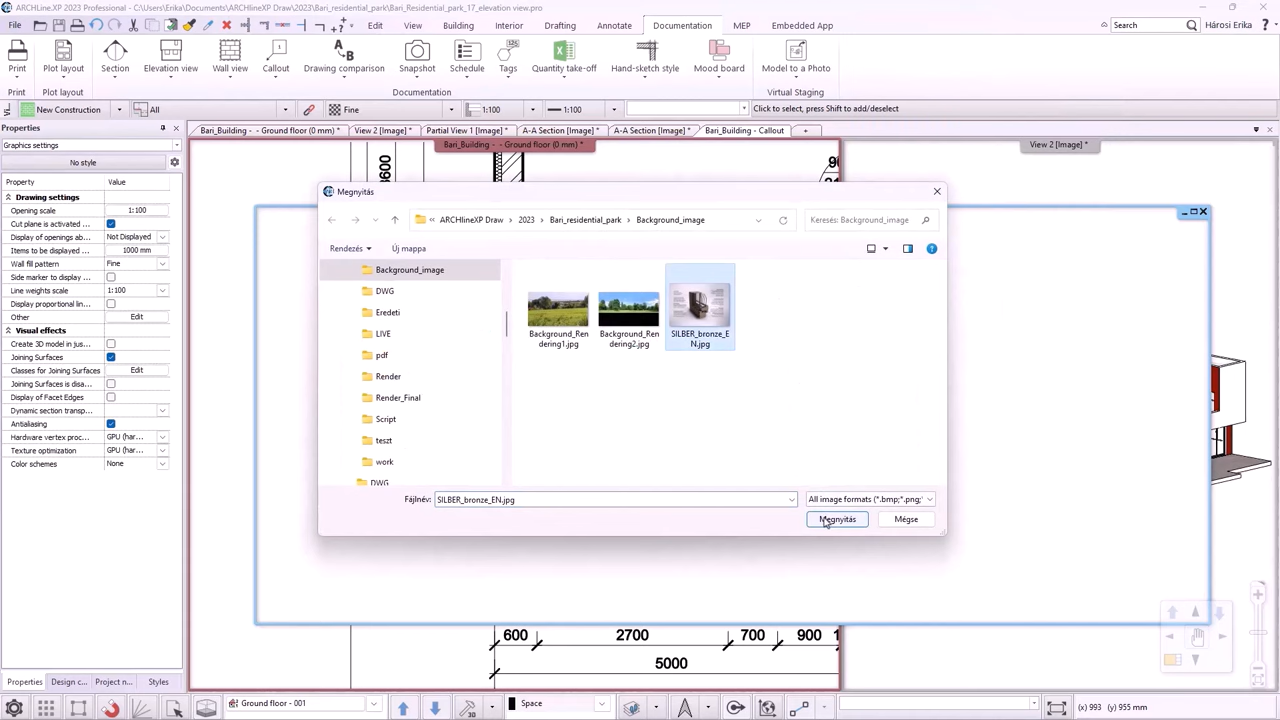 ARCHLine.XP 2023 Professional - C:\Users\Erika\Documents\ARCHlineXP Draw\2023\Bari_residential_park\Bari_Residential_park_17_elevation view.pro
File Edit View Building Interior Drafting Annotate Documentation MEP Embedded App Search Hárosi Erika
Print Plot layout Section Elevation view Wall view Callout Drawing comparison Snapshot Schedule Tags Quantity take-off Hand-sketch style Mood board Model to a Photo
Print Plot layout Documentation Virtual Staging
New Construction All Fine 1:100 1:100 Click to select, press Shift to add/deselect
Properties
Graphics settings
No style
Property Value
Drawing settings
Opening scale 1:100
Cut plane is activated ...
Display of openings ab... Not Displayed
Items to be displayed ... 1000 mm
Wall fill pattern Fine
Side marker to display
Line weights scale 1:100
Display proportional lin...
Other Edit
Visual effects
Create 3D model in jus...
Joining Surfaces
Classes for Joining Surfaces Edit
Joining Surfaces is disa...
Display of Facet Edges
Dynamic section transp...
Antialiasing
Hardware vertex proc... GPU (har...
Texture optimization GPU (har...
Color schemes None
Properties Design c... Project n... Styles
Bari_Building - - Ground floor (0 mm) * View 2 [Image] * Partial View 1 [Image] * A-A Section [Image] * A-A Section [Image] * Bari_Building - Callout +
Bari_Building - - Ground floor (0 mm) * View 2 [Image] *
3600
Megnyitás
« ARCHlineXP Draw 2023 Bari_residential_park Background_image Keresés: Background_image
Rendezés Új mappa
Background_image
DWG
Eredeti
LIVE
pdf
Render
Render_Final
Script
teszt
work
DWG
Background_Ren
dering1.jpg
Background_Ren
dering2.jpg
SILBER_bronze_E
N.jpg
Fájlnév: SILBER_bronze_EN.jpg All image formats (*.bmp;*.png;
Megnyitás Mégse
600 2700 700 900
5000
Ground floor - 001 Space (x) 993 (y) 955 mm